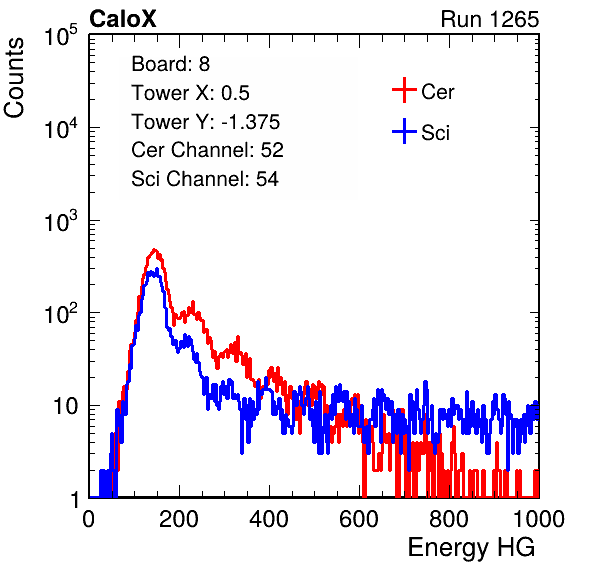 CaloX Run 1265
Counts
10^5
Board: 8
Tower X: 0.5
Tower Y: -1.375
Cer Channel: 52
Sci Channel: 54
Cer
Sci
10^4
10^3
10^2
10
1
0 200 400 600 800 1000
Energy HG